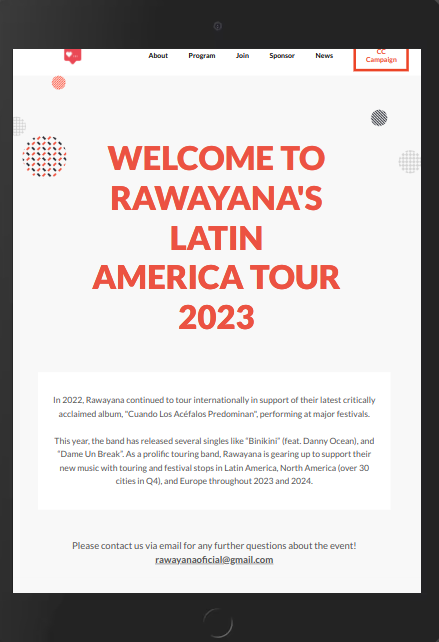 About Program Join Sponsor News CC
Campaign
WELCOME TO
RAWAYANA'S
LATIN
AMERICA TOUR
2023
In 2022, Rawayana continued to tour internationally in support of their latest critically
acclaimed album, "Cuando Los Acéfalos Predominan", performing at major festivals.
This year, the band has released several singles like “Binikini” (feat. Danny Ocean), and
“Dame Un Break”. As a prolific touring band, Rawayana is gearing up to support their
new music with touring and festival stops in Latin America, North America (over 30
cities in Q4), and Europe throughout 2023 and 2024.
Please contact us via email for any further questions about the event!
rawayanaoficial@gmail.com